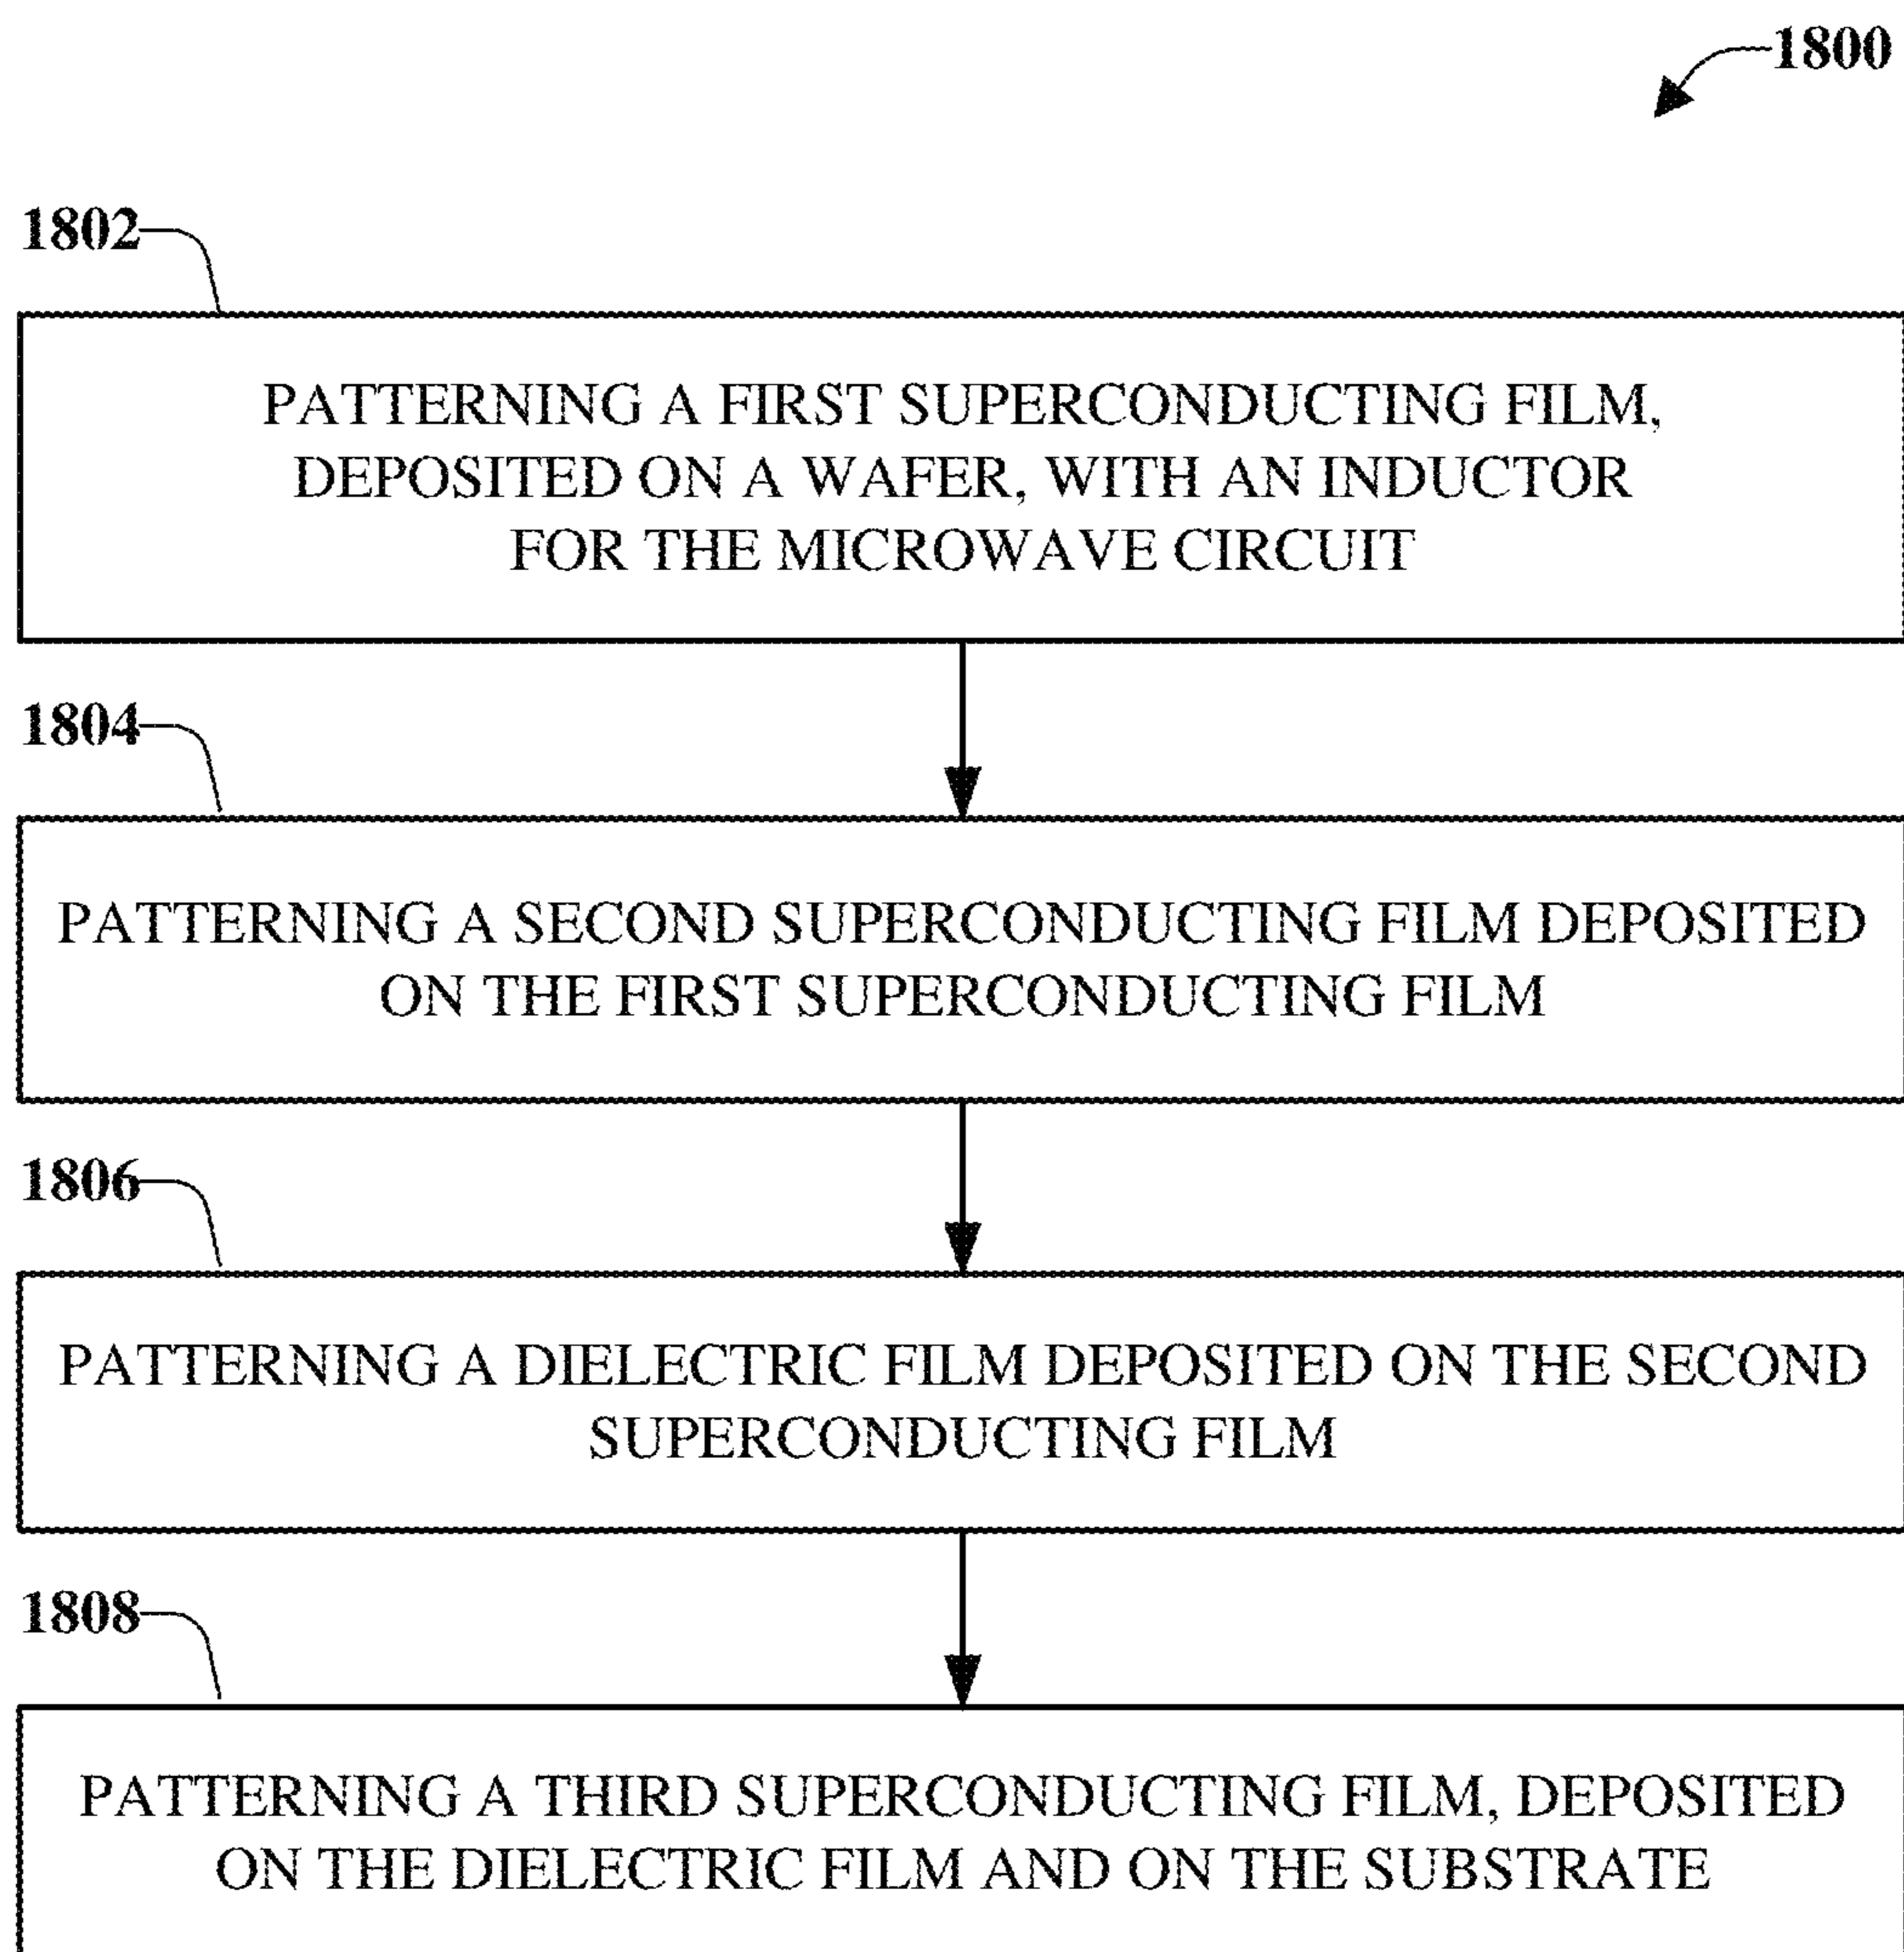 1800
1802
PATTERNING A FIRST SUPERCONDUCTING FILM,
DEPOSITED ON A WAFER, WITH AN INDUCTOR
FOR THE MICROWAVE CIRCUIT
1804
PATTERNING A SECOND SUPERCONDUCTING FILM DEPOSITED
ON THE FIRST SUPERCONDUCTING FILM
1806
PATTERNING A DIELECTRIC FILM DEPOSITED ON THE SECOND
SUPERCONDUCTING FILM
1808
PATTERNING A THIRD SUPERCONDUCTING FILM, DEPOSITED
ON THE DIELECTRIC FILM AND ON THE SUBSTRATE